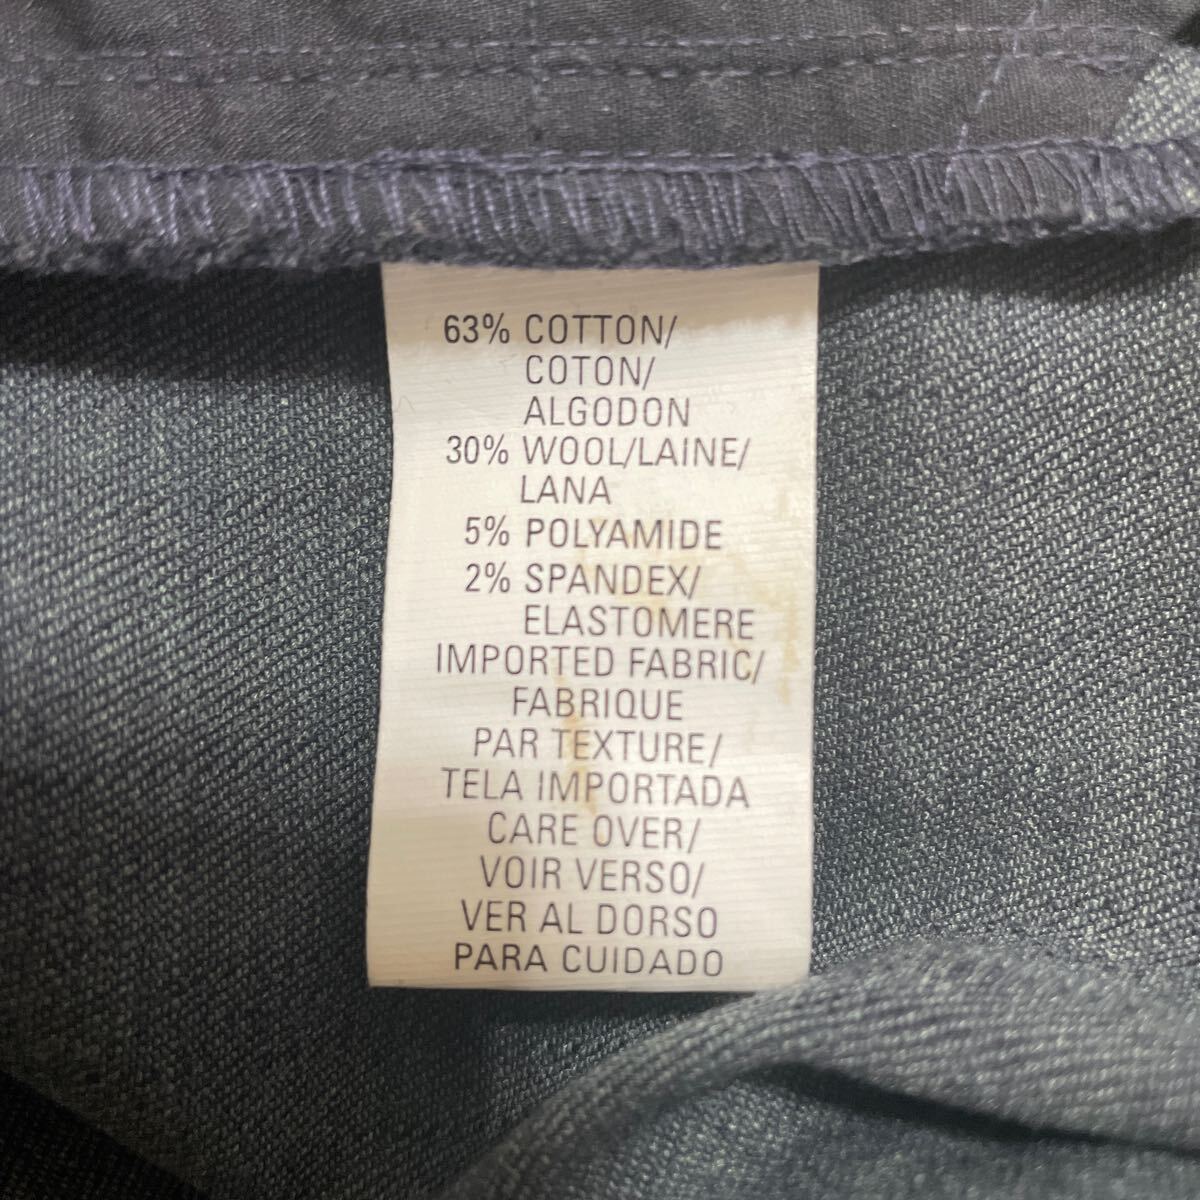 63% COTTON/
COTON/
ALGODON
30% WOOL/LAINE/
LANA
5% POLYAMIDE
2% SPANDEX/
ELASTOMERE
IMPORTED FABRIC/
FABRIQUE
PAR TEXTURE/
TELA IMPORTADA
CARE OVER/
VOIR VERSO/
VER AL DORSO
PARA CUIDADO